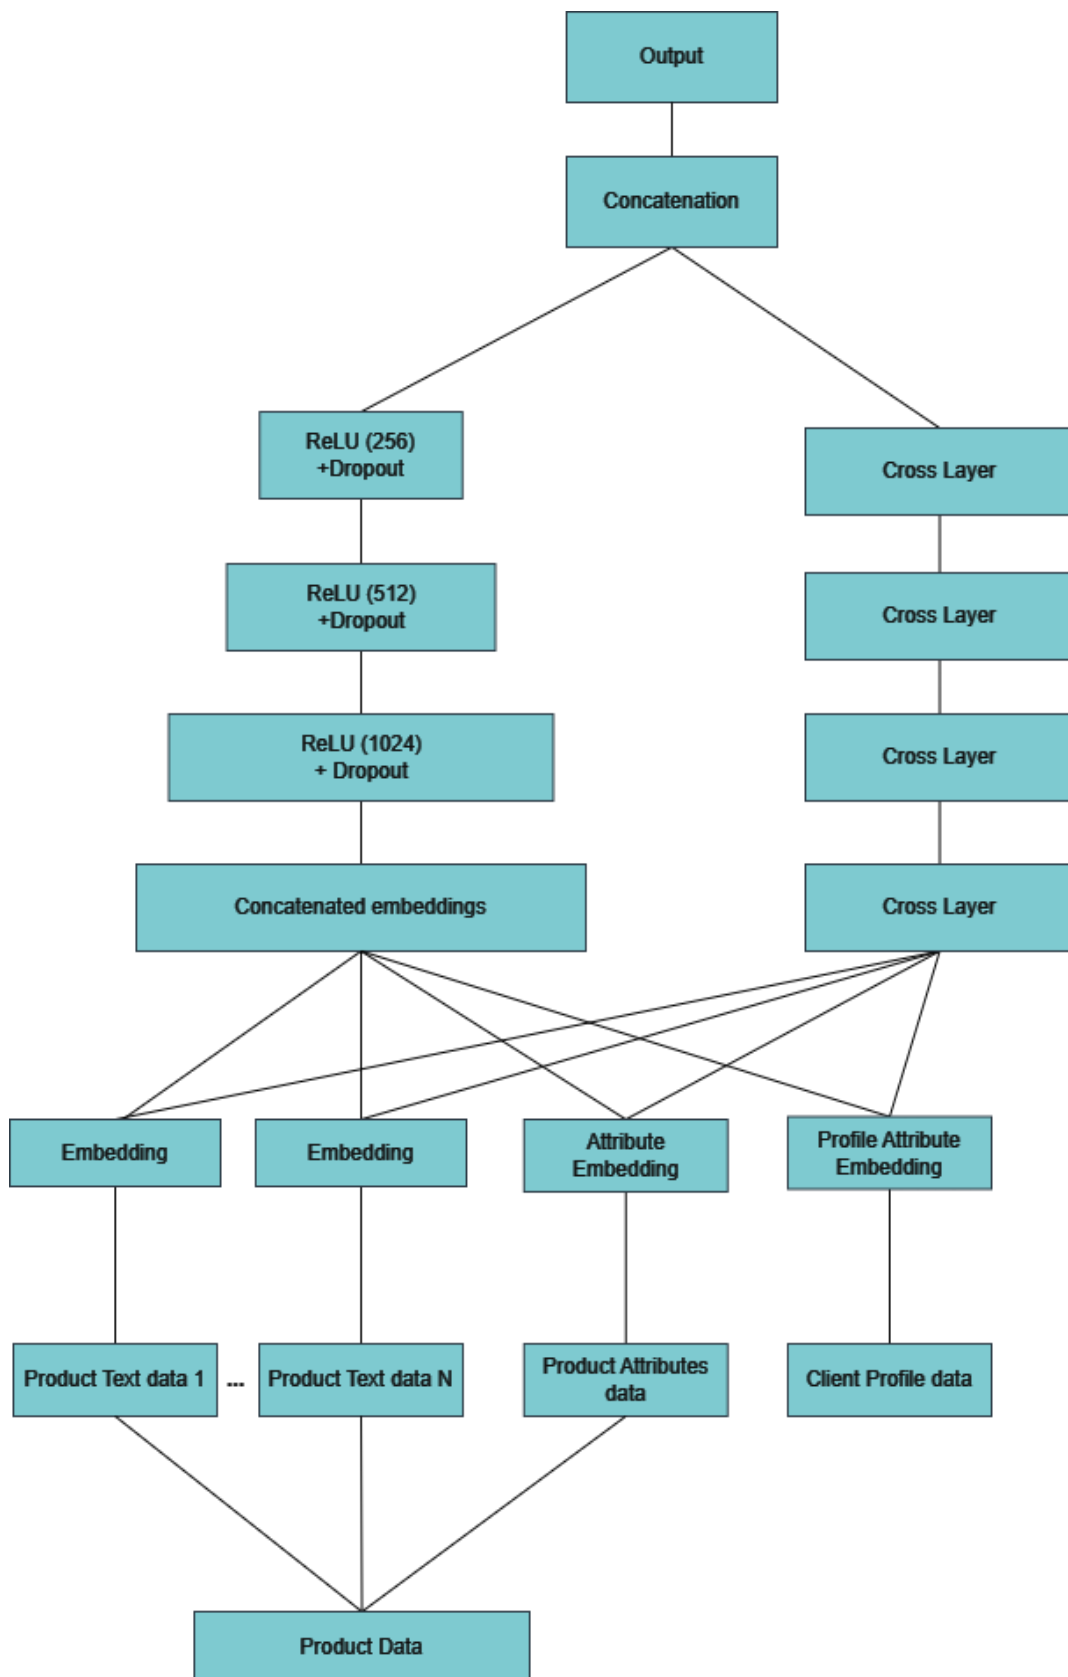 Output
Concatenation
ReLU (256)
+Dropout
Cross Layer
ReLU (512)
+Dropout
Cross Layer
ReLU (1024)
+ Dropout
Cross Layer
Concatenated embeddings
Cross Layer
Embedding
Embedding
Attribute
Embedding
Profile Attribute
Embedding
Product Text data 1
...
Product Text data N
Product Attributes
data
Client Profile data
Product Data